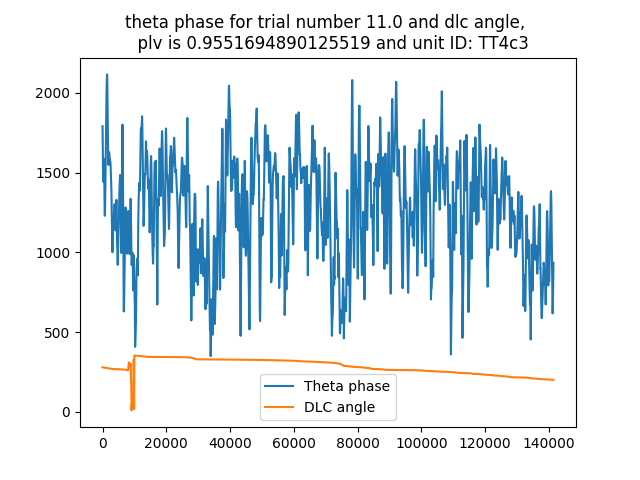 theta phase for trial number 11.0 and dlc angle,
plv is 0.9551694890125519 and unit ID: TT4c3
2000
1500
1000
500
0
Theta phase
DLC angle
0 20000 40000 60000 80000 100000 120000 140000